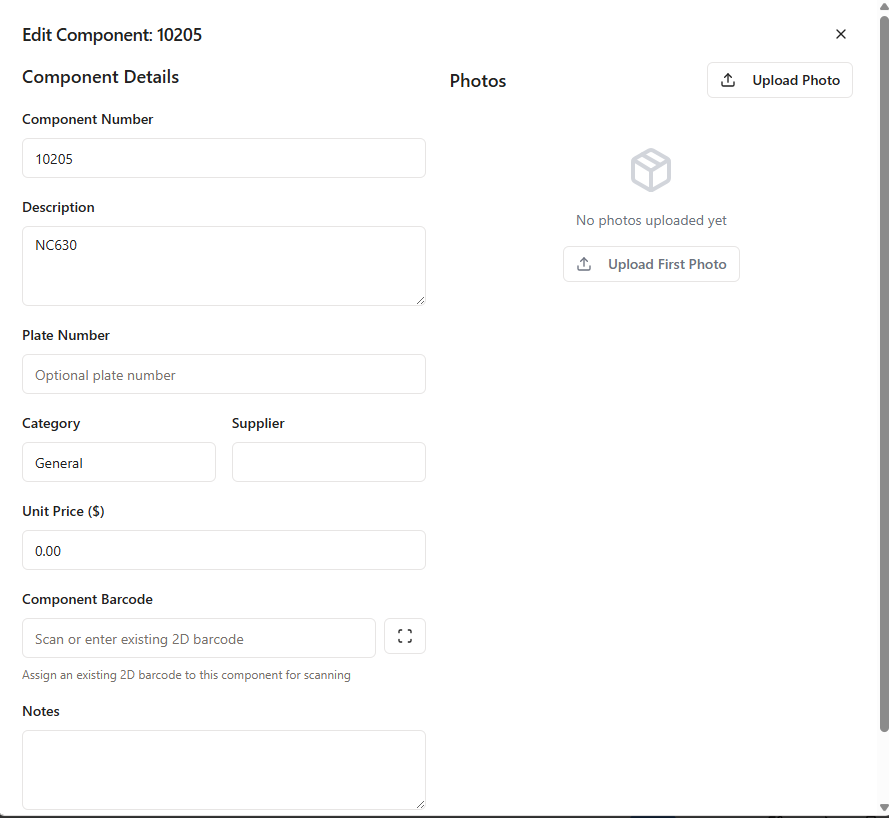 Edit Component: 10205
Component Details
Component Number
10205
Description
NC630
Plate Number
Optional plate number
Category
Supplier
General
Unit Price ($)
0.00
Component Barcode
Scan or enter existing 2D barcode
Assign an existing 2D barcode to this component for scanning
Notes
Photos
Upload Photo
No photos uploaded yet
Upload First Photo